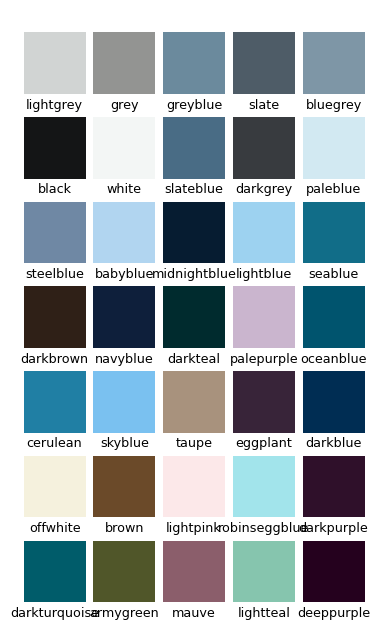 lightgrey grey greyblue slate bluegrey
black white slateblue darkgrey paleblue
steelblue babyblue midnightblue lightblue seablue
darkbrown navyblue darkteal palepurple oceanblue
cerulean skyblue taupe eggplant darkblue
offwhite brown lightpink robinseggblue darkpurple
darkturquoise armygreen mauve lightteal deeppurple